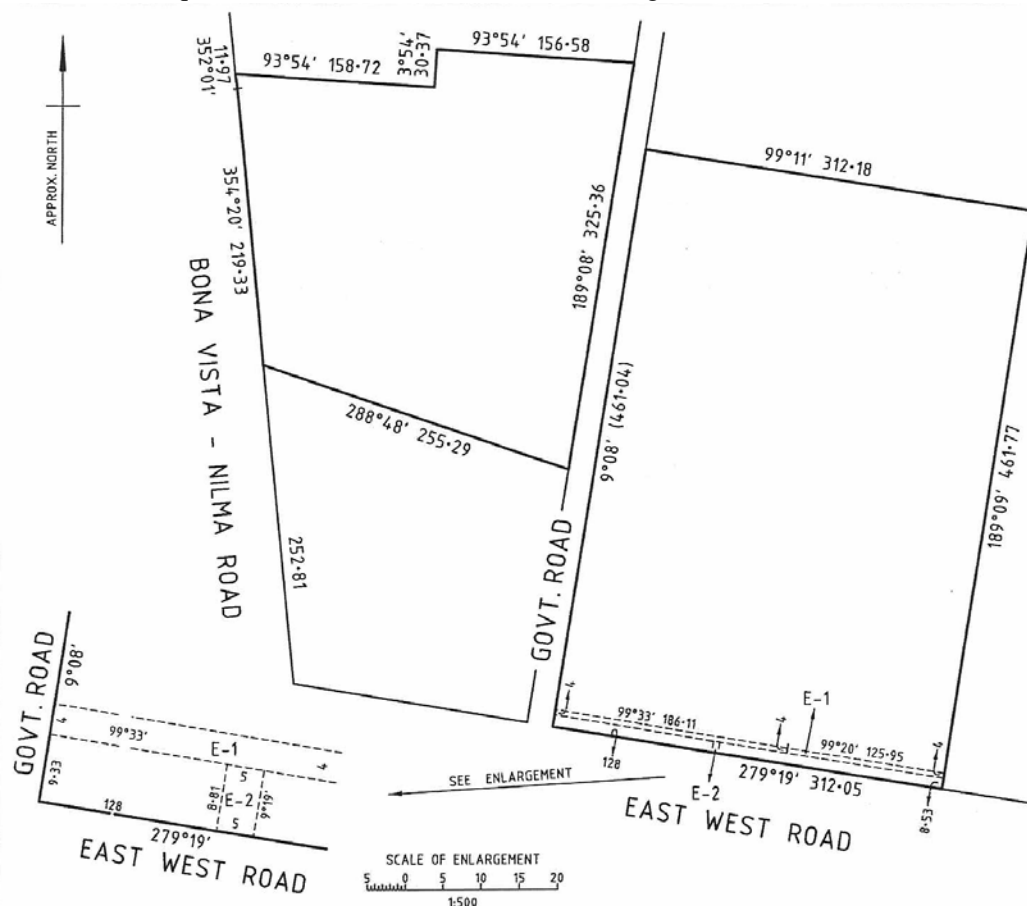 93°54' 158·72
3°54'
30·37
93°54' 156·58
11·97
352°01'
APPROX. NORTH
99°11' 312·18
354°20' 219·33
189°08' 325·36
BONA VISTA - NILMA ROAD
9°08' (461·04)
189°09' 461·77
288°48' 255·29
252·81
GOVT. ROAD
4
99°33' 186·11
4
E-1
99°20' 125·95
4
128
E-2
279°19' 312·05
8·53
EAST WEST ROAD
SEE ENLARGEMENT
GOVT. ROAD
9°08'
4
99°33'
E-1
4
9·33
5
E-2
8·81
9°19'
128
5
279°19'
EAST WEST ROAD
SCALE OF ENLARGEMENT
5 0 5 10 15 20
1:500